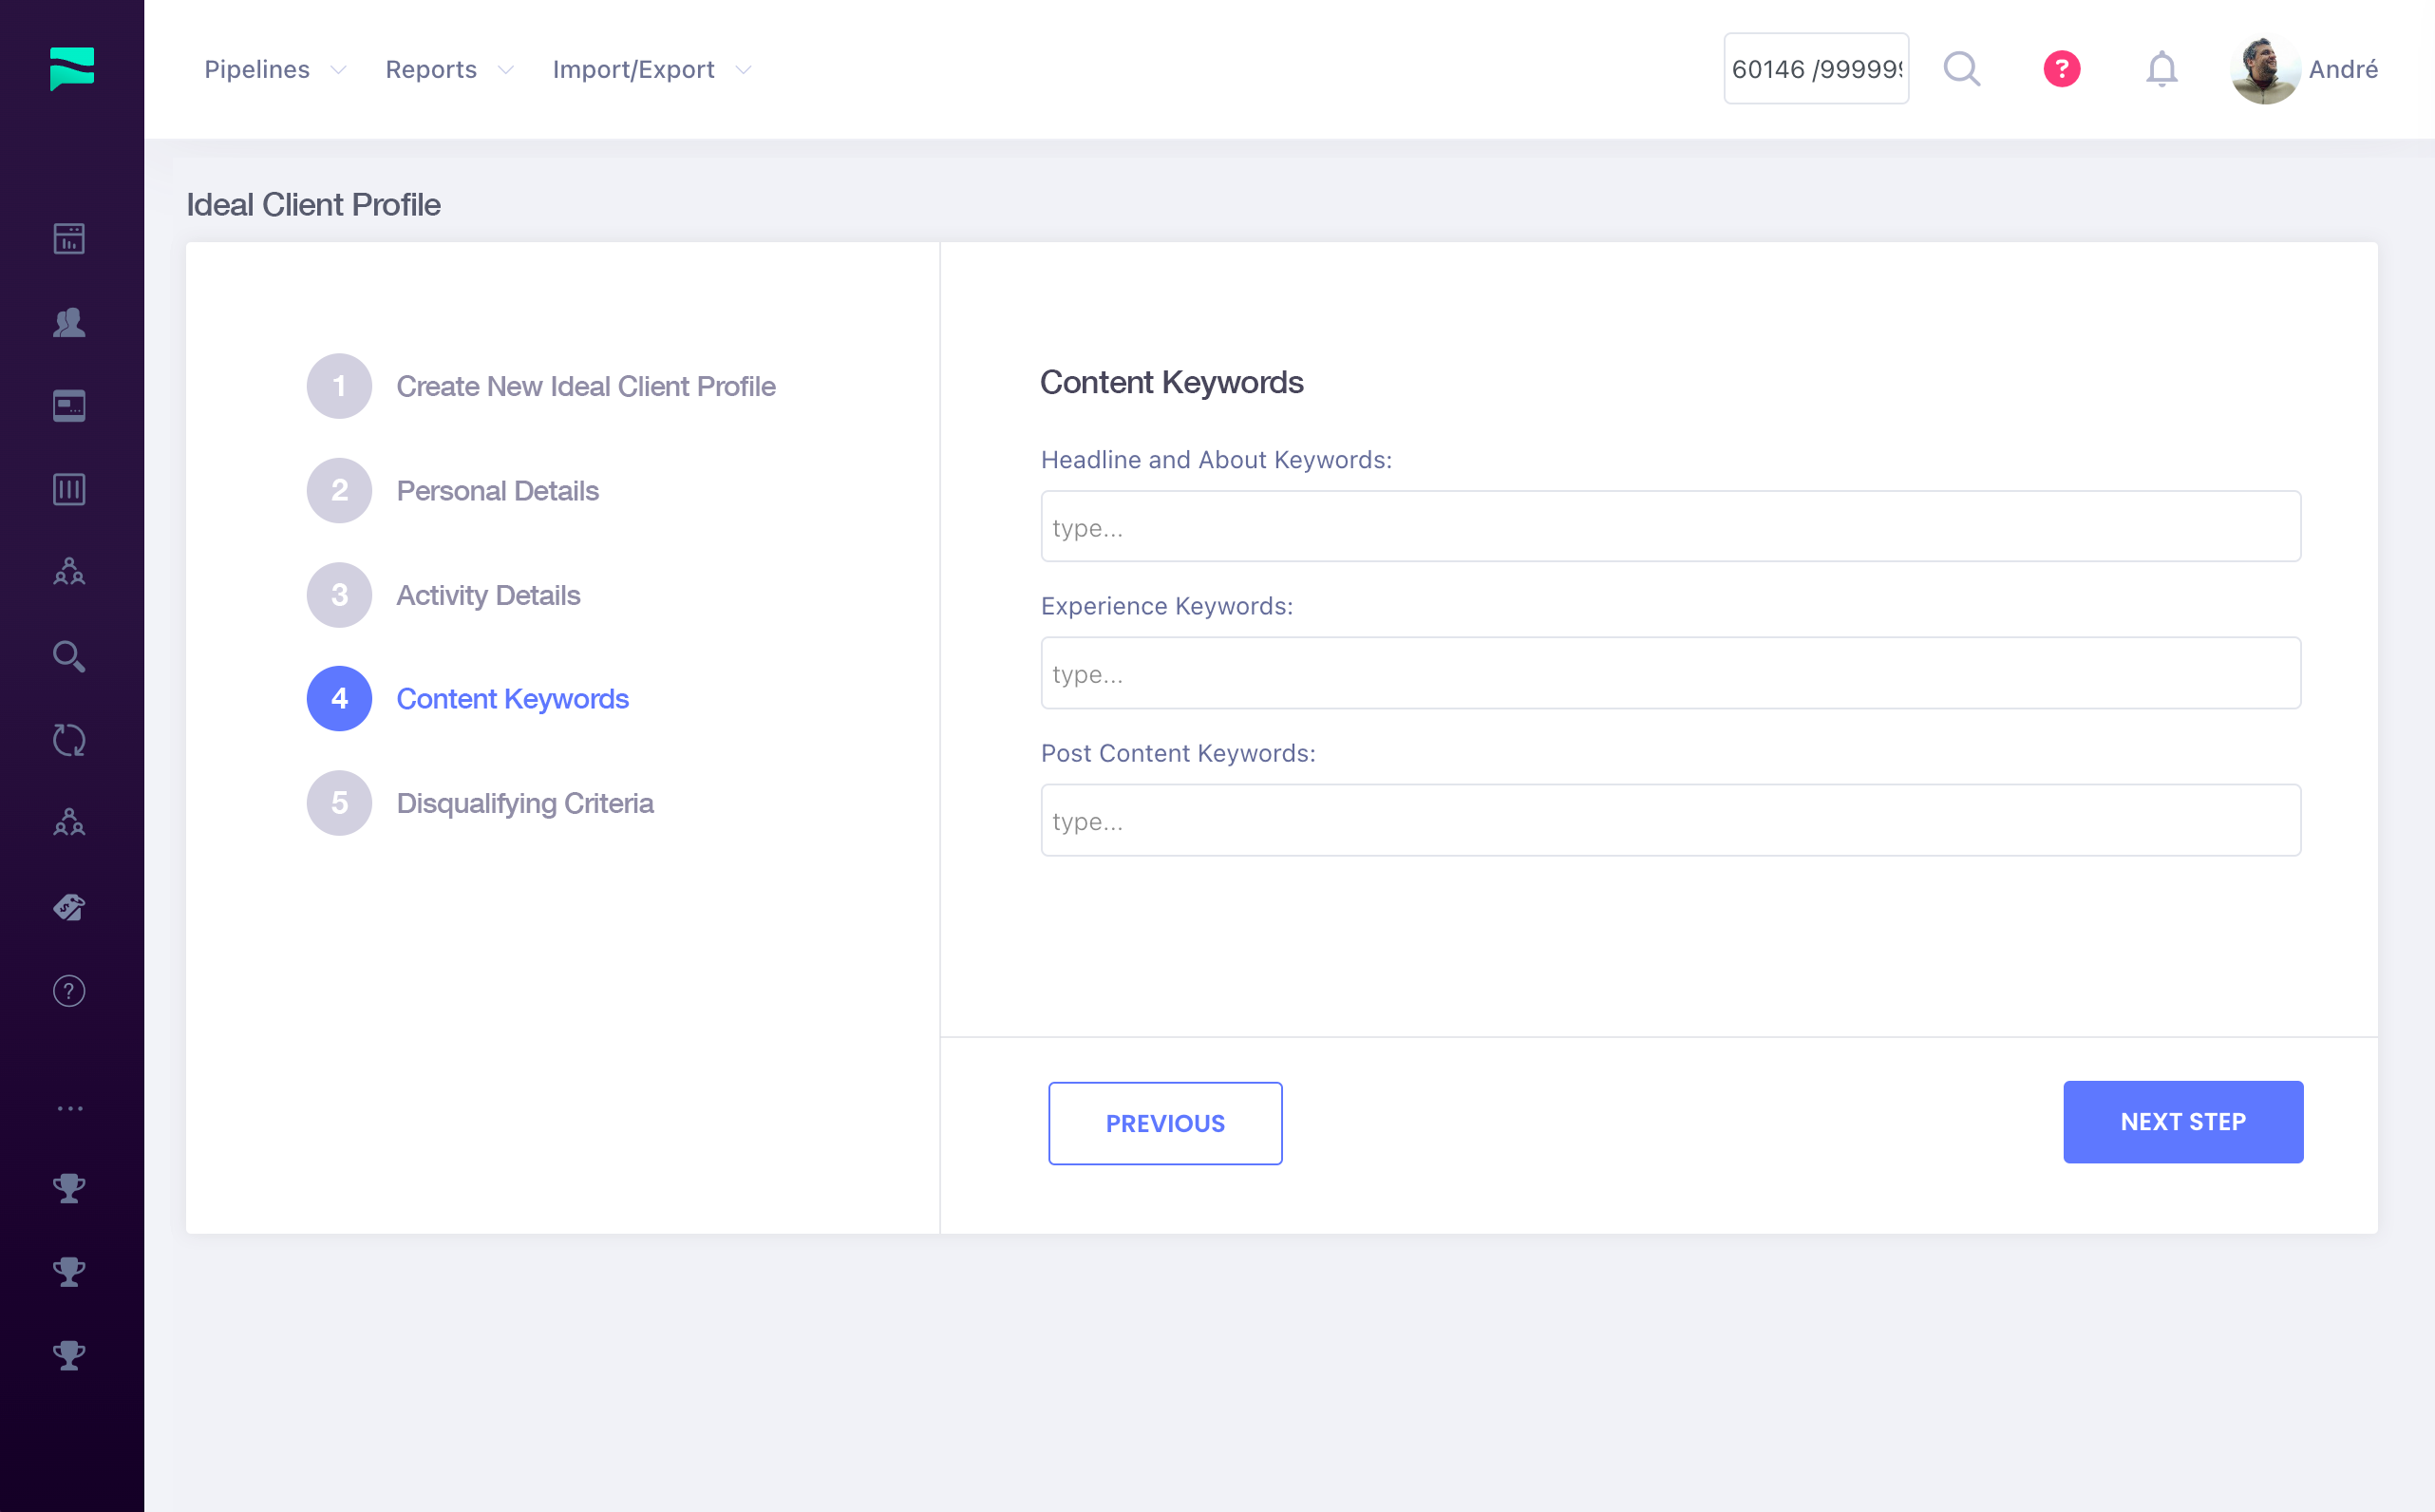 Pipelines
Reports
Import/Export
60146 /99999
?
André
Ideal Client Profile
1 Create New Ideal Client Profile
2 Personal Details
3 Activity Details
4 Content Keywords
5 Disqualifying Criteria
Content Keywords
Headline and About Keywords:
type...
Experience Keywords:
type...
Post Content Keywords:
type...
PREVIOUS
NEXT STEP